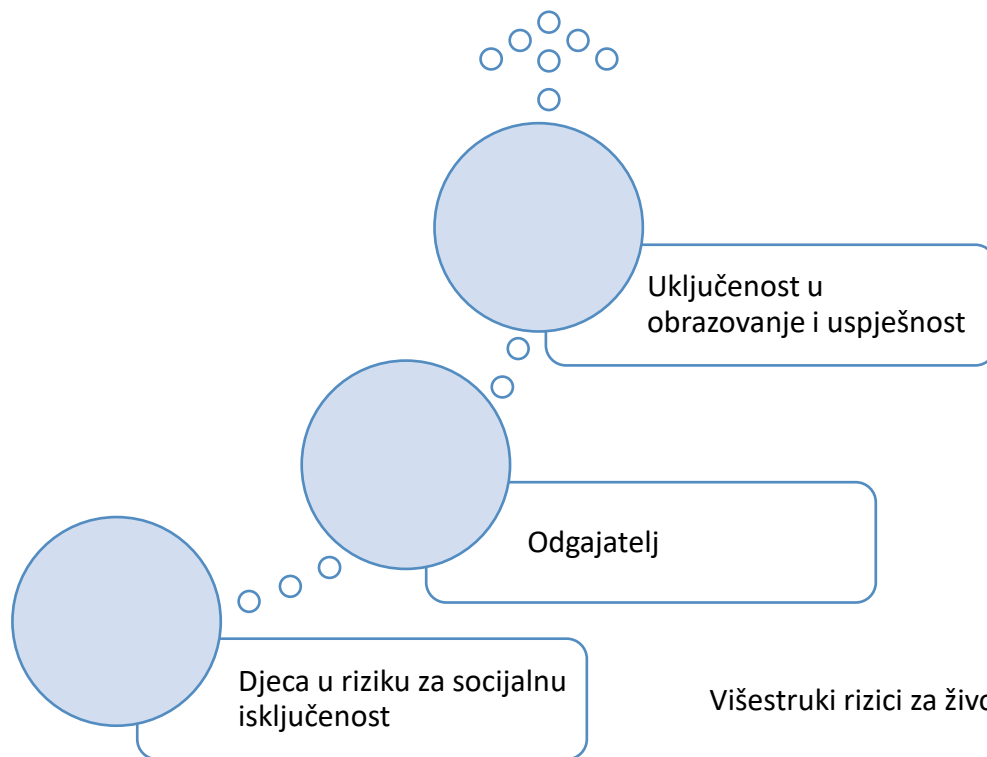 Uključenost u
obrazovanje i uspješnost
Odgajatelj
Djeca u riziku za socijalnu
isključenost
Višestruki rizici za